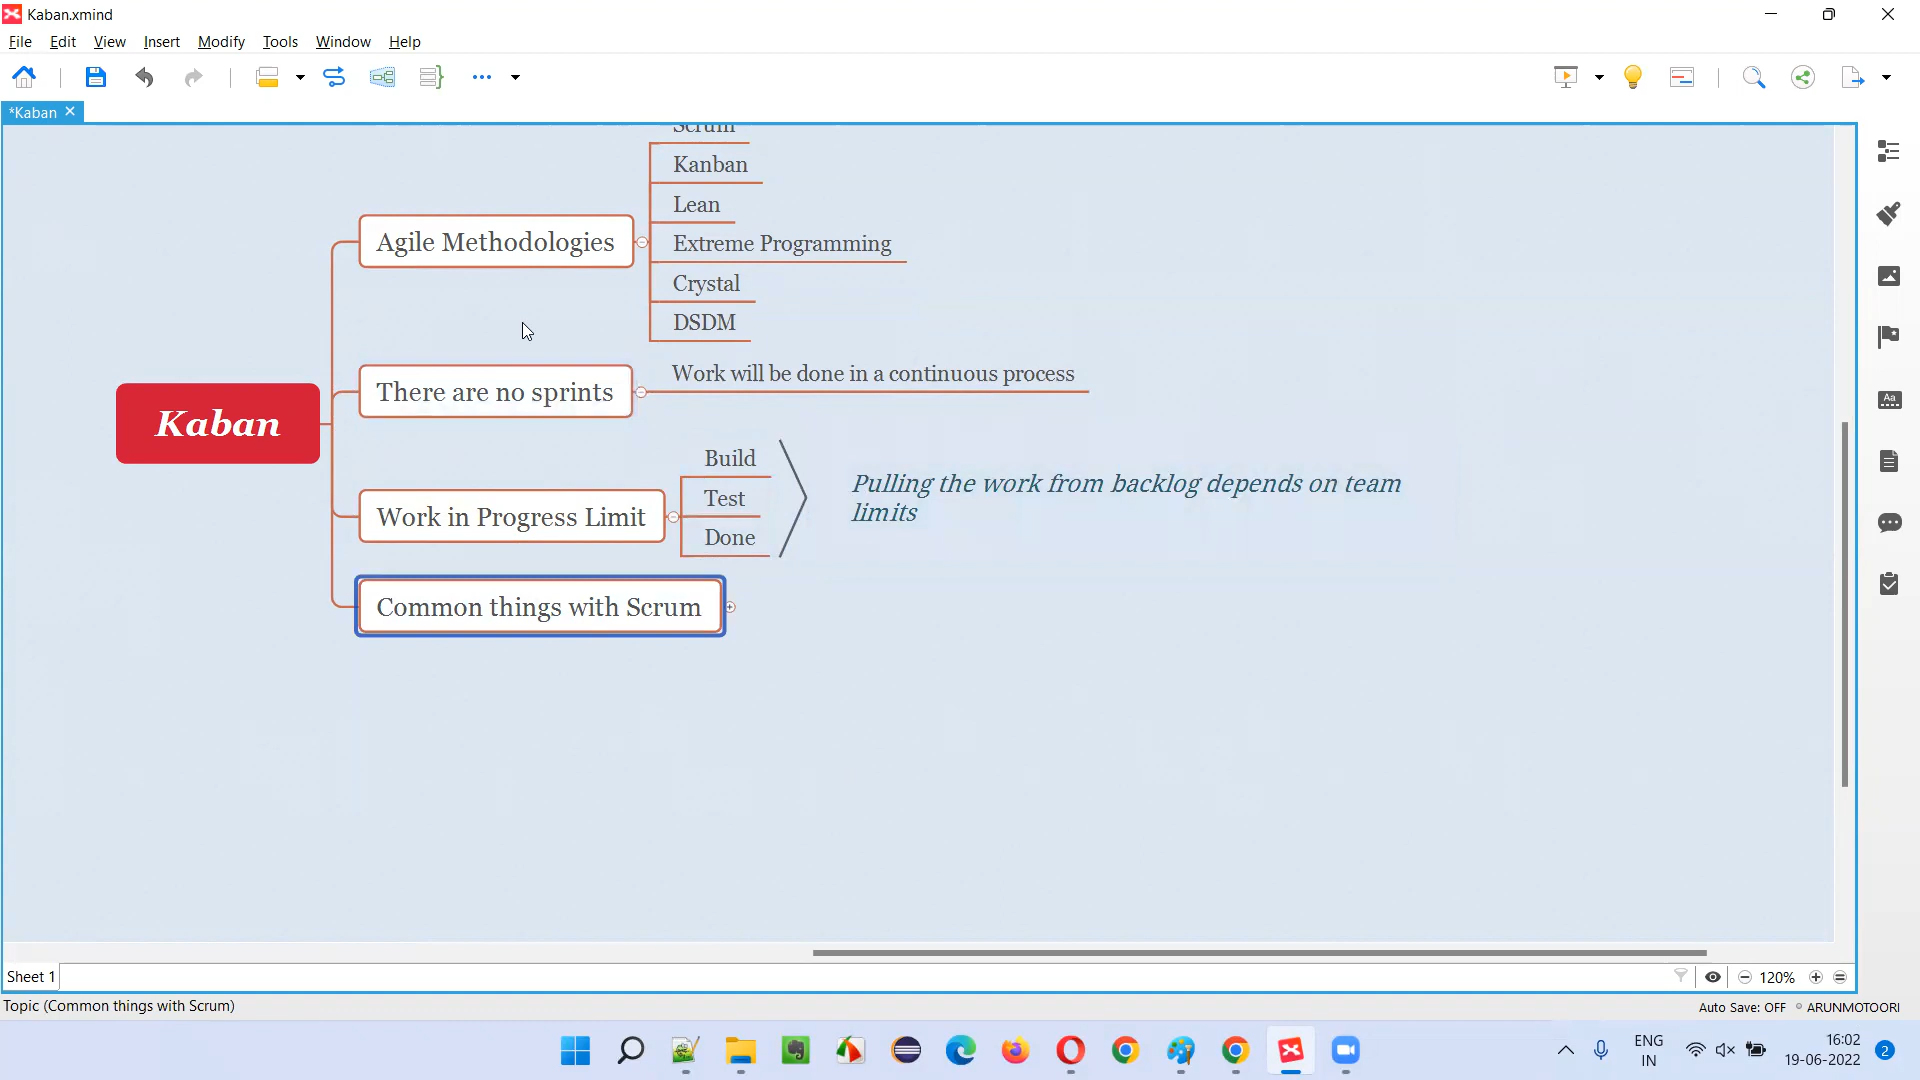 Kaban.xmind
File Edit View Insert Modify Tools Window Help
*Kaban
Scrum
Kanban
Lean
Agile Methodologies
Extreme Programming
Crystal
DSDM
There are no sprints
Work will be done in a continuous process
Kaban
Build
Test
Done
Work in Progress Limit
Pulling the work from backlog depends on team
limits
Common things with Scrum
Aa
Sheet 1
120%
Topic (Common things with Scrum)
Auto Save: OFF
ARUNMOTOORI
ENG
IN
16:02
19-06-2022
2